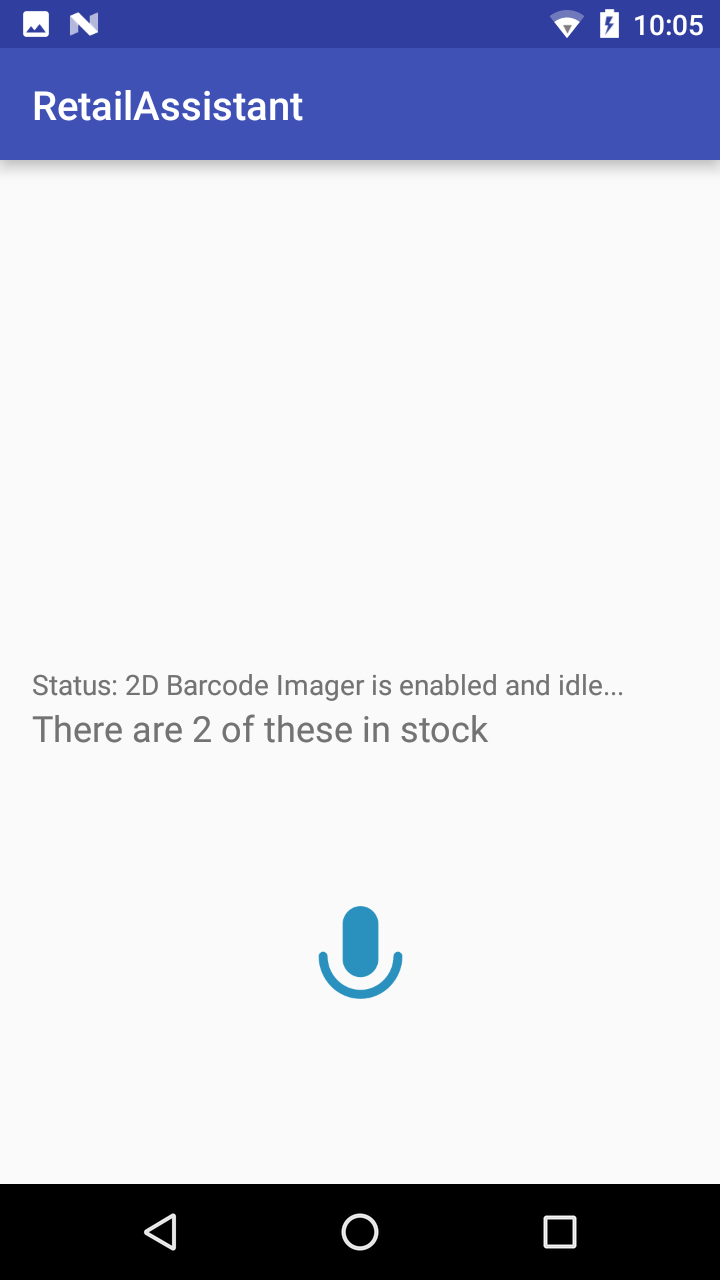 10:05
RetailAssistant
Status: 2D Barcode Imager is enabled and idle...
There are 2 of these in stock